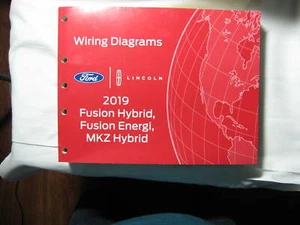 Wiring Diagrams
Ford
LINCOLN
2019
Fusion Hybrid,
Fusion Energi,
MKZ Hybrid